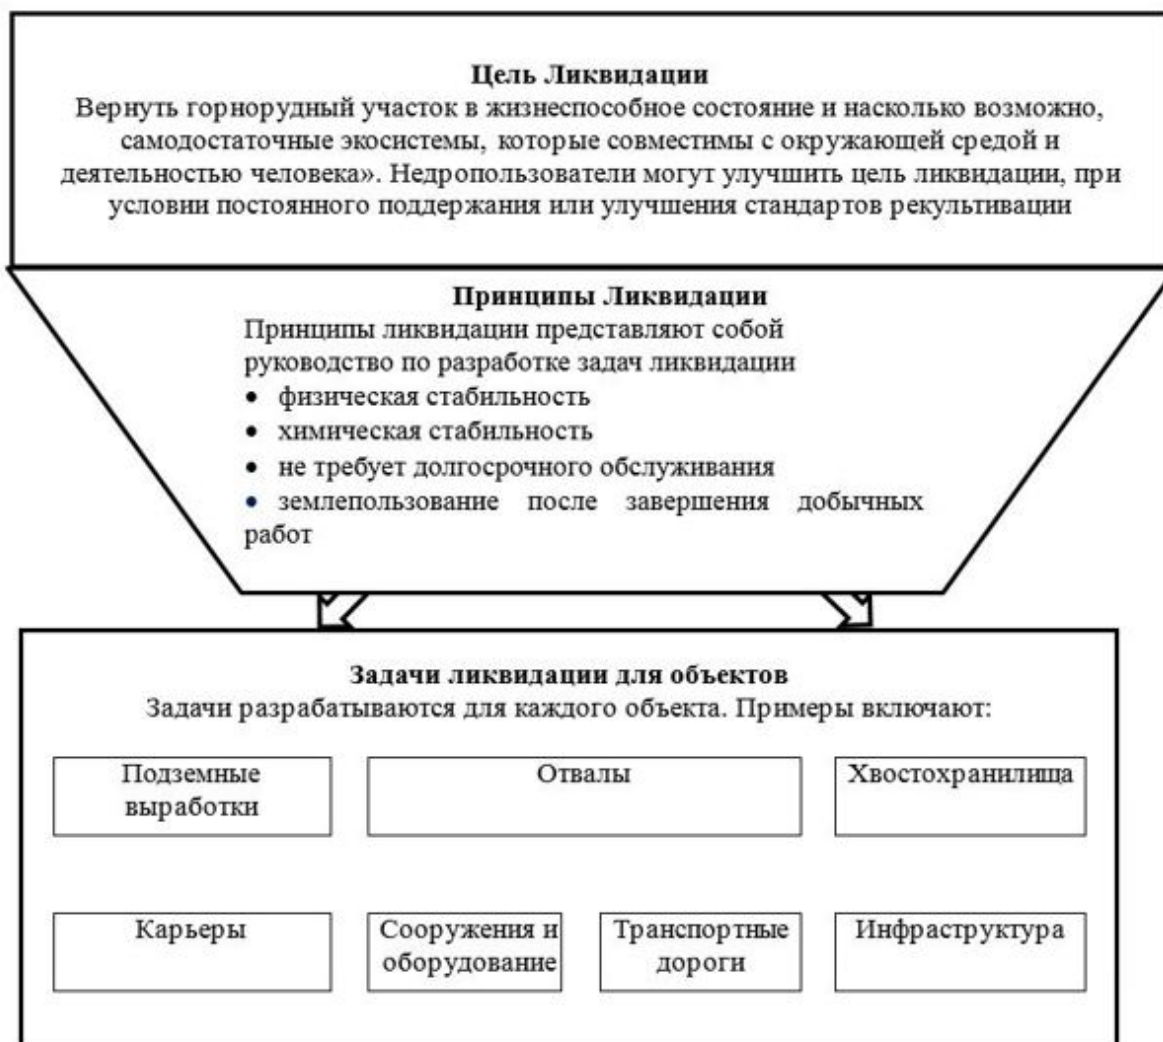 Цель Ликвидации
Вернуть горнорудный участок в жизнеспособное состояние и насколько возможно,
самодостаточные экосистемы, которые совместимы с окружающей средой и
деятельностью человека». Недропользователи могут улучшить цель ликвидации, при
условии постоянного поддержания или улучшения стандартов рекультивации
Принципы Ликвидации
Принципы ликвидации представляют собой
руководство по разработке задач ликвидации
• физическая стабильность
• химическая стабильность
• не требует долгосрочного обслуживания
• землепользование после завершения добычных
работ
Задачи ликвидации для объектов
Задачи разрабатываются для каждого объекта. Примеры включают:
Подземные
выработки
Отвалы
Хвостохранилища
Карьеры
Сооружения и
оборудование
Транспортные
дороги
Инфраструктура